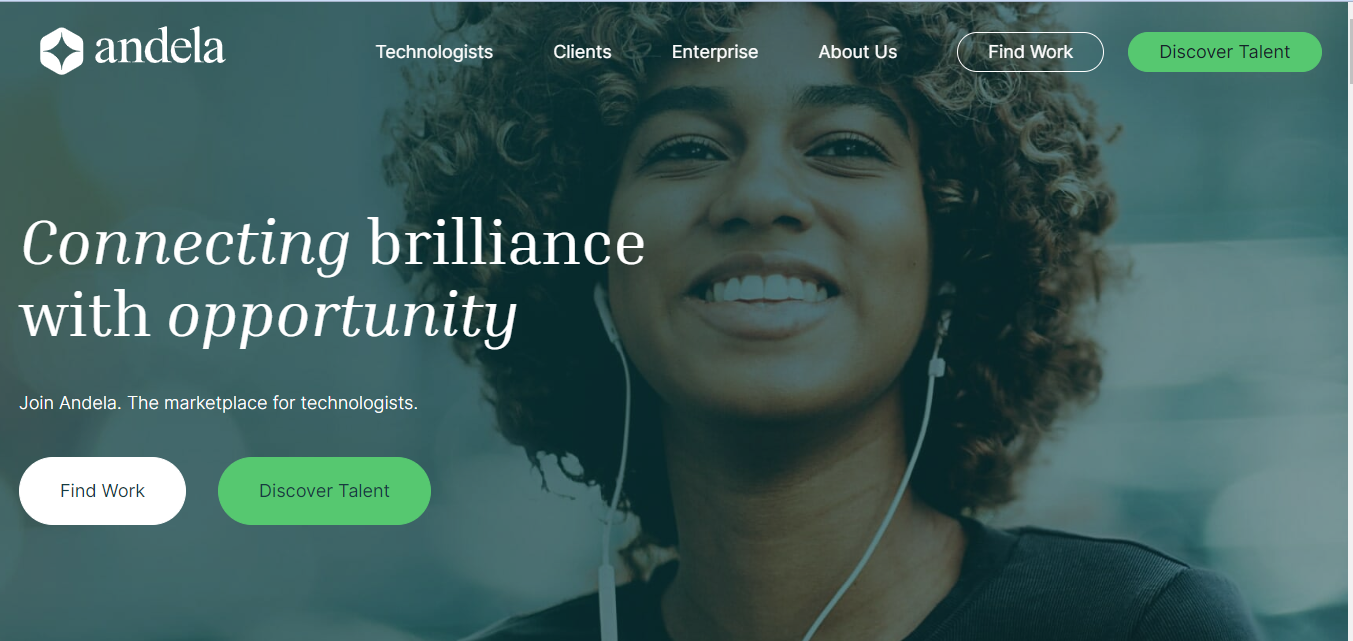 andela
Technologists
Clients
Enterprise
About Us
Find Work
Discover Talent
Connecting brilliance
with opportunity
Join Andela. The marketplace for technologists.
Find Work
Discover Talent